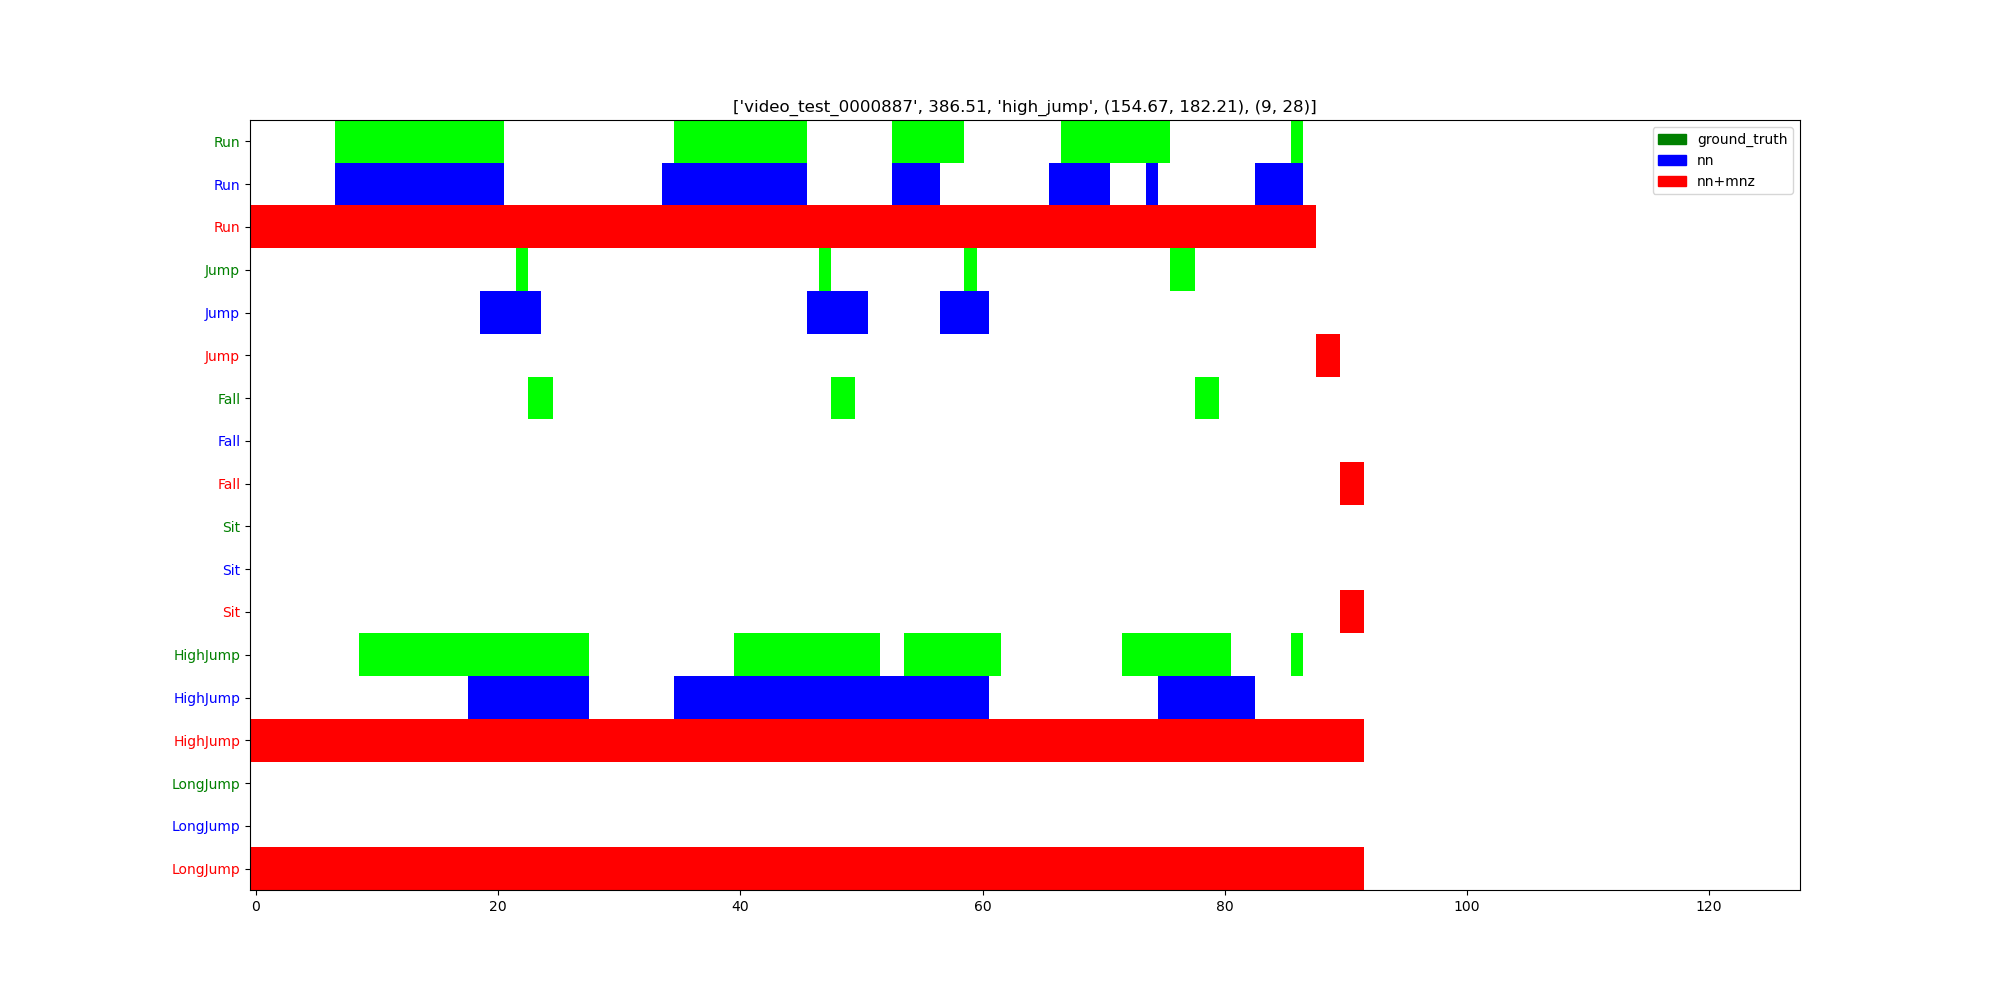 ['video_test_0000887', 386.51, 'high_jump', (154.67, 182.21), (9, 28)]
ground_truth
nn
nn+mnz
Run
Run
Run
Jump
Jump
Jump
Fall
Fall
Fall
Sit
Sit
Sit
HighJump
HighJump
HighJump
LongJump
LongJump
LongJump
0 20 40 60 80 100 120